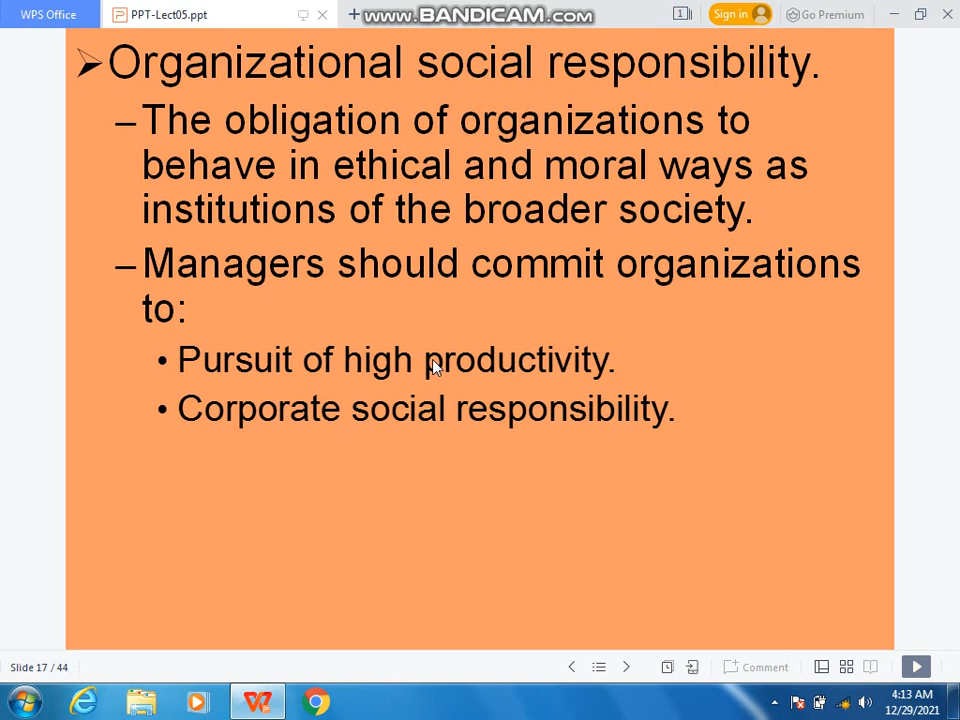 WPS Office
PPT-Lect05.ppt
www.BANDICAM.com
1
Sign in
Go Premium
Organizational social responsibility.
–The obligation of organizations to
behave in ethical and moral ways as
institutions of the broader society.
–Managers should commit organizations
to:
• Pursuit of high productivity.
• Corporate social responsibility.
Slide 17 / 44
Comment
4:13 AM
12/29/2021